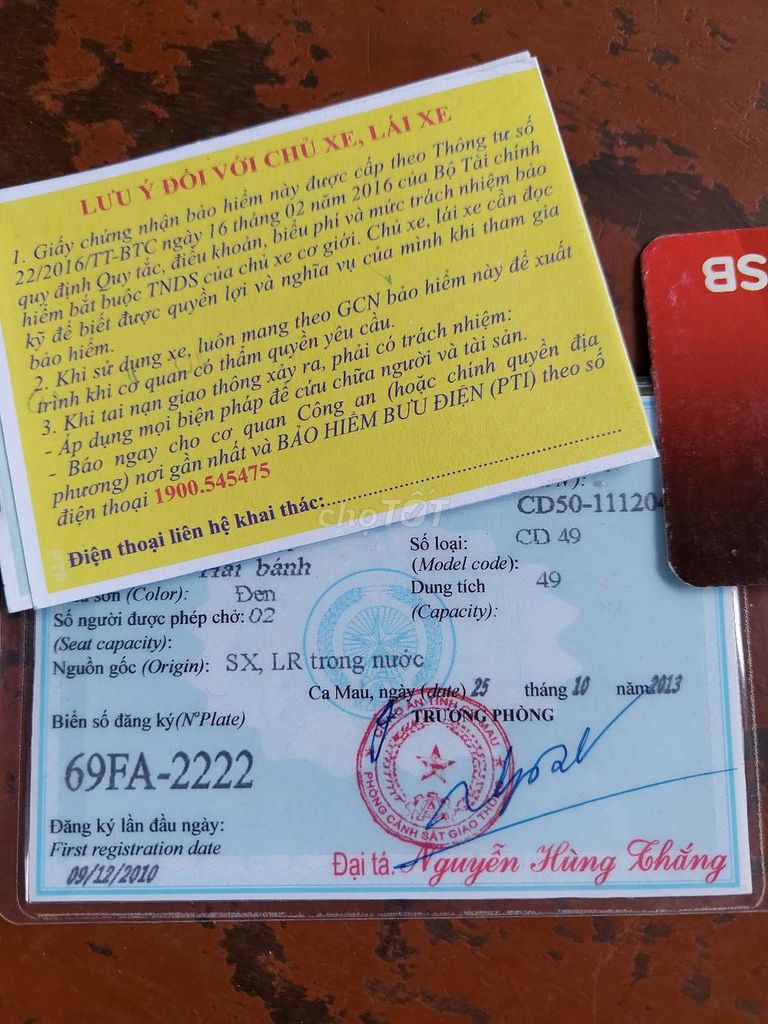 LƯU Ý ĐỐI VỚI CHỦ XE, LÁI XE
1. Giấy chứng nhận bảo hiểm này được cấp theo Thông tư số
22/2016/TT-BTC ngày 16 tháng 02 năm 2016 của Bộ Tài chính
quy định Quy tắc, điều khoản, biểu phí và mức trách nhiệm bảo
hiểm bắt buộc TNDS của chủ xe cơ giới. Chủ xe, lái xe cần đọc
kỹ để biết được quyền lợi và nghĩa vụ của mình khi tham gia
bảo hiểm.
2. Khi sử dụng xe, luôn mang theo GCN bảo hiểm này để xuất
trình khi cơ quan có thẩm quyền yêu cầu.
3. Khi tai nạn giao thông xảy ra, phải có trách nhiệm:
- Áp dụng mọi biện pháp để cứu chữa người và tài sản.
- Báo ngay cho cơ quan Công an (hoặc chính quyền địa
phương) nơi gần nhất và BẢO HIỂM BƯU ĐIỆN (PTI) theo số
điện thoại 1900.545475
Điện thoại liên hệ khai thác:
chợTỐT
SB
CD50-11120
Số loại: CD 49
(Model code):
Hai bánh
Dung tích 49
(Capacity):
sơn (Color): Đen
Số người được phép chở: 02
(Seat capacity):
Nguồn gốc (Origin): SX, LR trong nước
Ca Mau, ngày (date) 25 tháng 10 năm 2013
TRƯỞNG PHÒNG
Biển số đăng ký(N°Plate)
69FA-2222
CÔNG AN TỈNH CÀ MAU
PHÒNG CẢNH SÁT GIAO THÔNG
Đăng ký lần đầu ngày:
First registration date
09/12/2010
Đại tá. Nguyễn Hùng Thắng